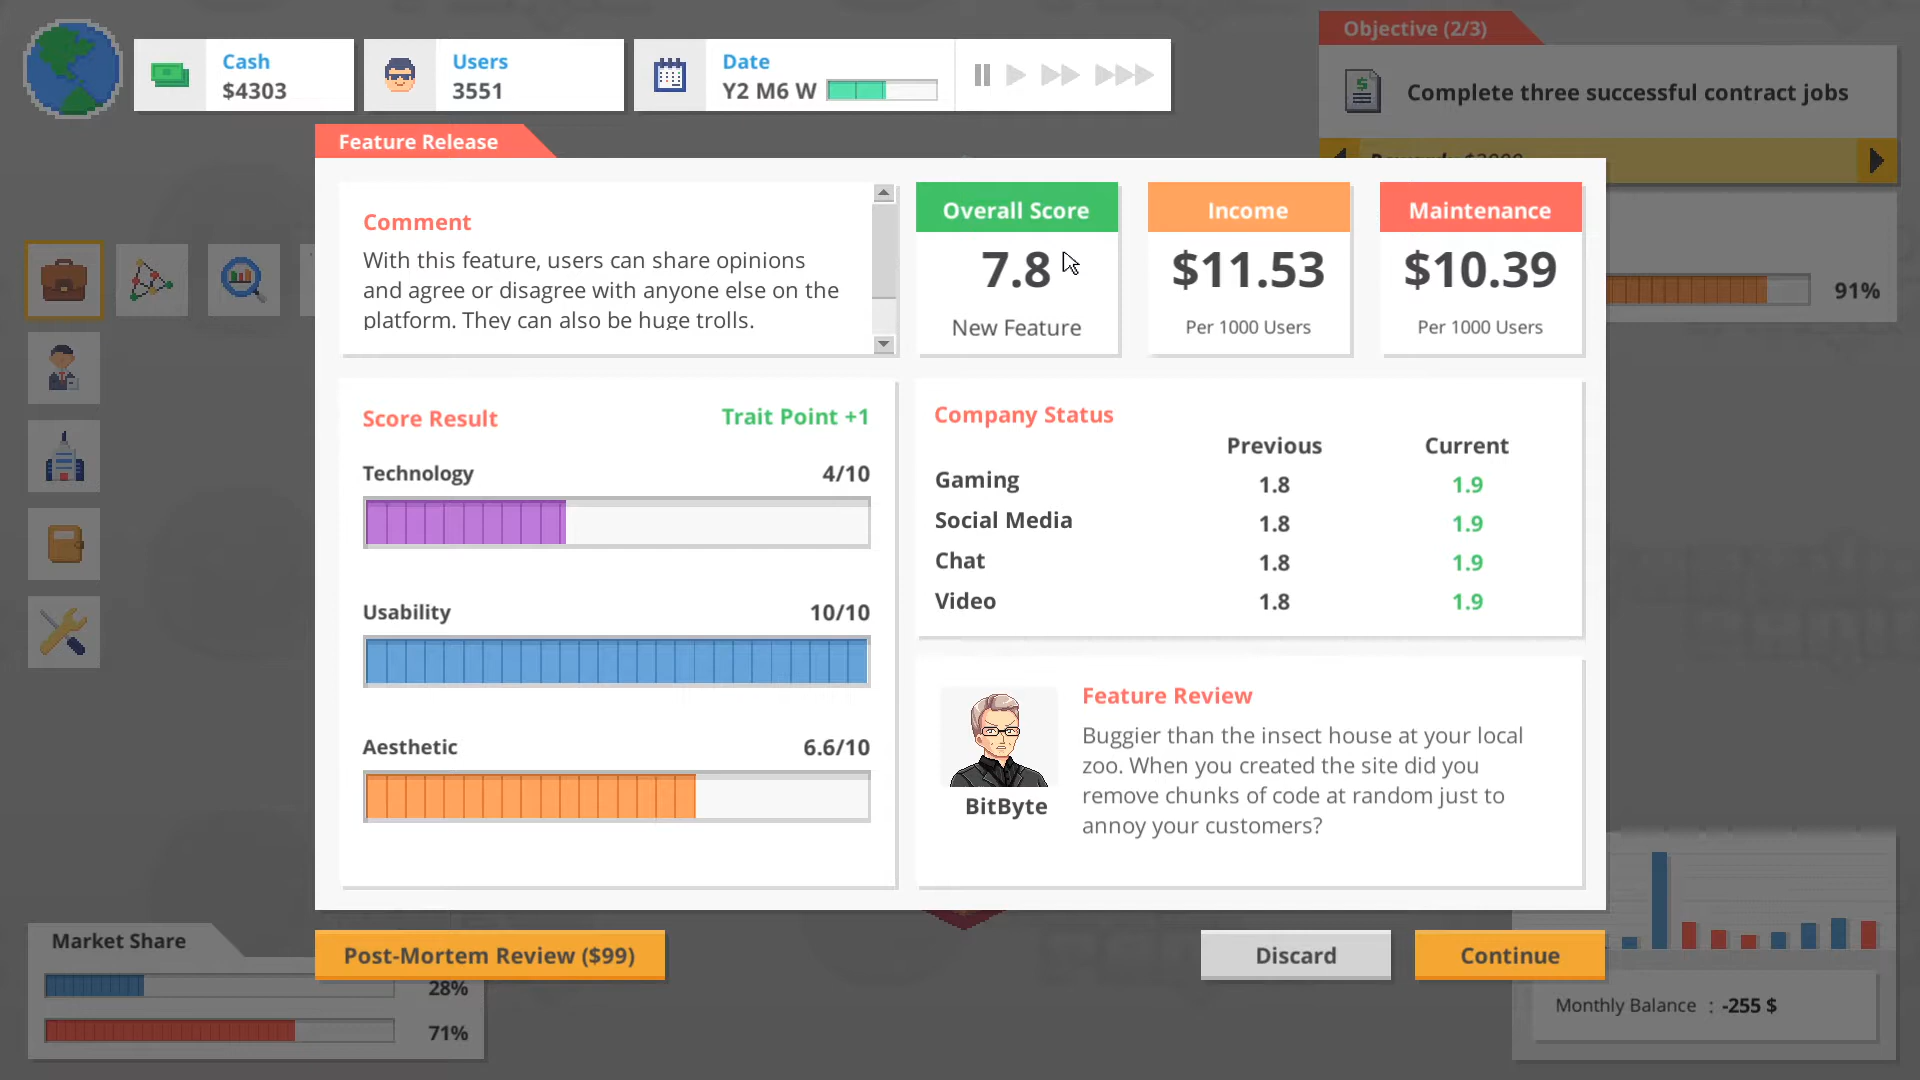 Cash
$4303
Users
3551
Date
Y2 M6 W
Objective (2/3)
Complete three successful contract jobs
Feature Release
Comment
With this feature, users can share opinions
and agree or disagree with anyone else on the
platform. They can also be huge trolls.
Overall Score
7.8
New Feature
Income
$11.53
Per 1000 Users
Maintenance
$10.39
Per 1000 Users
91%
Score Result
Trait Point +1
Technology
4/10
Usability
10/10
Aesthetic
6.6/10
Company Status
Previous
Current
Gaming
1.8
1.9
Social Media
1.8
1.9
Chat
1.8
1.9
Video
1.8
1.9
BitByte
Feature Review
Buggier than the insect house at your local
zoo. When you created the site did you
remove chunks of code at random just to
annoy your customers?
Market Share
28%
71%
Post-Mortem Review ($99)
Discard
Continue
Monthly Balance : -255 $